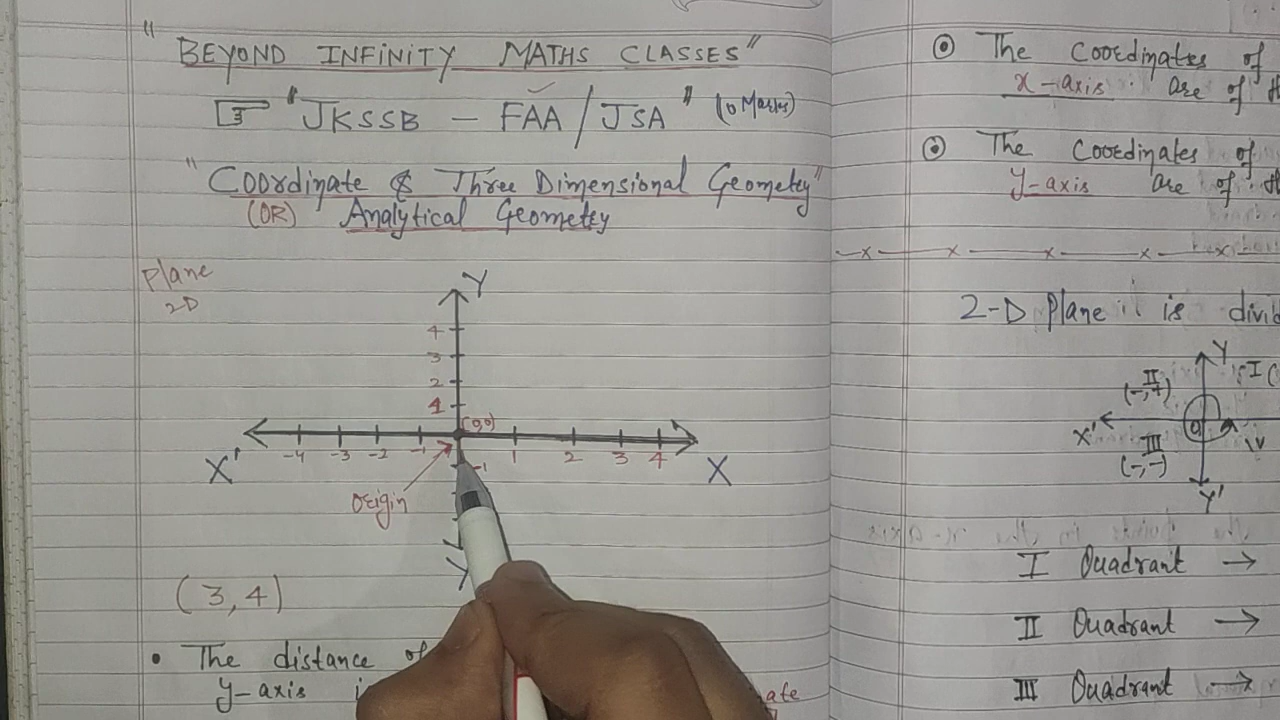 "BEYOND INFINITY MATHS CLASSES"
"JKSSB - FAA/JSA" (10 Marks)
"Coordinate & Three Dimensional Geometry"
(OR) Analytical Geometry
Plane
2-D
Y
4
3
2
1
(0,0)
-4 -3 -2 -1 1 2 3 4
X' X
-1
Origin
Y
(3,4)
• The distance of
y-axis
The Coordinates of
x-axis are of
The Coordinates of
y-axis are of
x x x x
2-D Plane is divid
Y
II I
(-,+) (
X' O
III IV
(-,-)
Y'
I Quadrant →
II Quadrant →
III Quadrant →